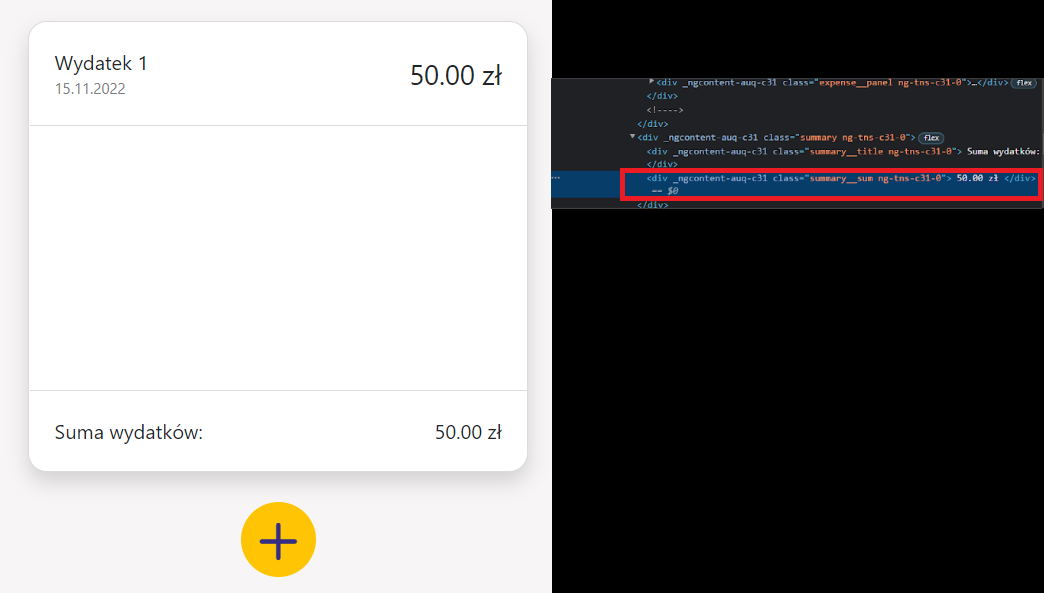 Wydatek 1
50.00 zł
15.11.2022
Suma wydatków:
50.00 zł
<div _ngcontent-auq-c31 class="expense__panel ng-tns-c31-0">…</div> flex
</div>
<!---->
</div>
<div _ngcontent-auq-c31 class="summary ng-tns-c31-0"> flex
<div _ngcontent-auq-c31 class="summary__title ng-tns-c31-0"> Suma wydatków:
</div>
<div _ngcontent-auq-c31 class="summary__sum ng-tns-c31-0"> 50.00 zł </div>
== $0
</div>